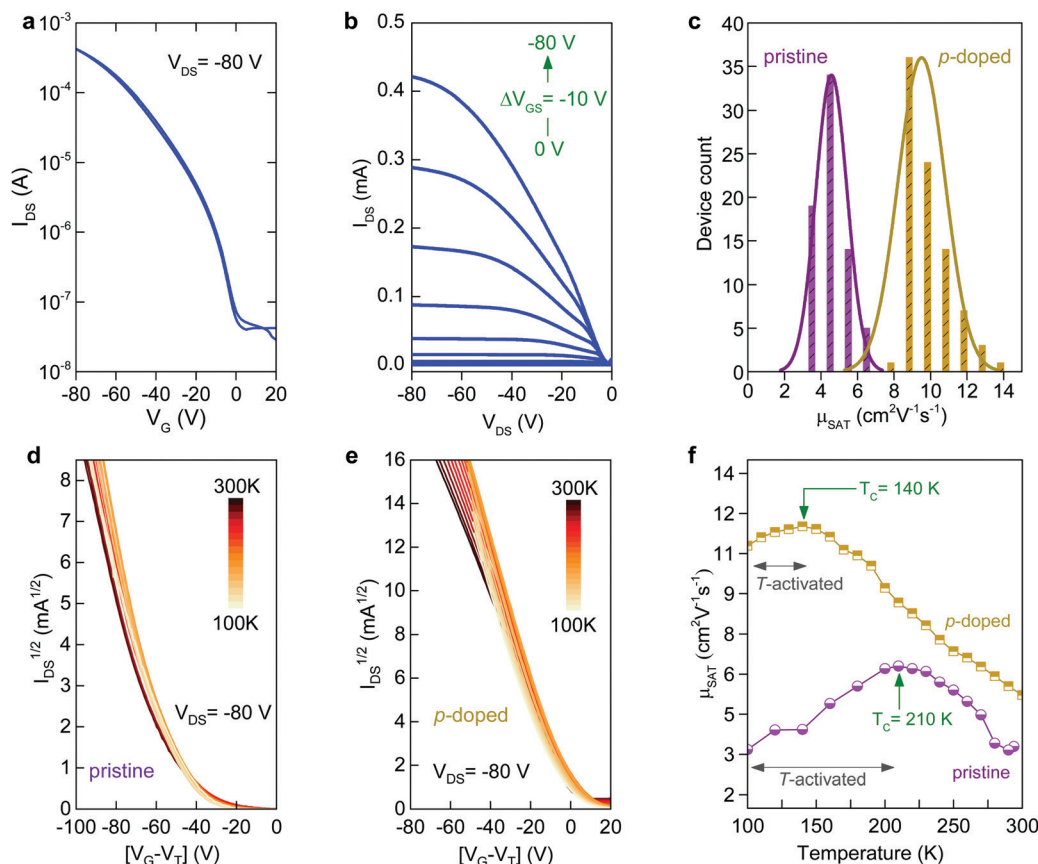 a
10⁻³
10⁻⁴
10⁻⁵
10⁻⁶
10⁻⁷
10⁻⁸
I_DS (A)
V_DS= -80 V
-80 -60 -40 -20 0 20
V_G (V)
b
0.5
0.4
0.3
0.2
0.1
0.0
I_DS (mA)
-80 V
ΔV_GS= -10 V
0 V
-80 -60 -40 -20 0
V_DS (V)
c
40
35
30
25
20
15
10
5
0
Device count
pristine
p-doped
0 2 4 6 8 10 12 14
μ_SAT (cm²V⁻¹s⁻¹)
d
8
7
6
5
4
3
2
1
0
I_DS^1/2 (mA^1/2)
300K
100K
V_DS= -80 V
pristine
-100 -80 -60 -40 -20 0
[V_G-V_T] (V)
e
16
14
12
10
8
6
4
2
0
I_DS^1/2 (mA^1/2)
300K
100K
p-doped
V_DS= -80 V
-80 -60 -40 -20 0 20
[V_G-V_T] (V)
f
12
11
9
8
6
5
3
2
μ_SAT (cm²V⁻¹s⁻¹)
T_C= 140 K
T-activated
p-doped
T_C= 210 K
T-activated
pristine
100 150 200 250 300
Temperature (K)